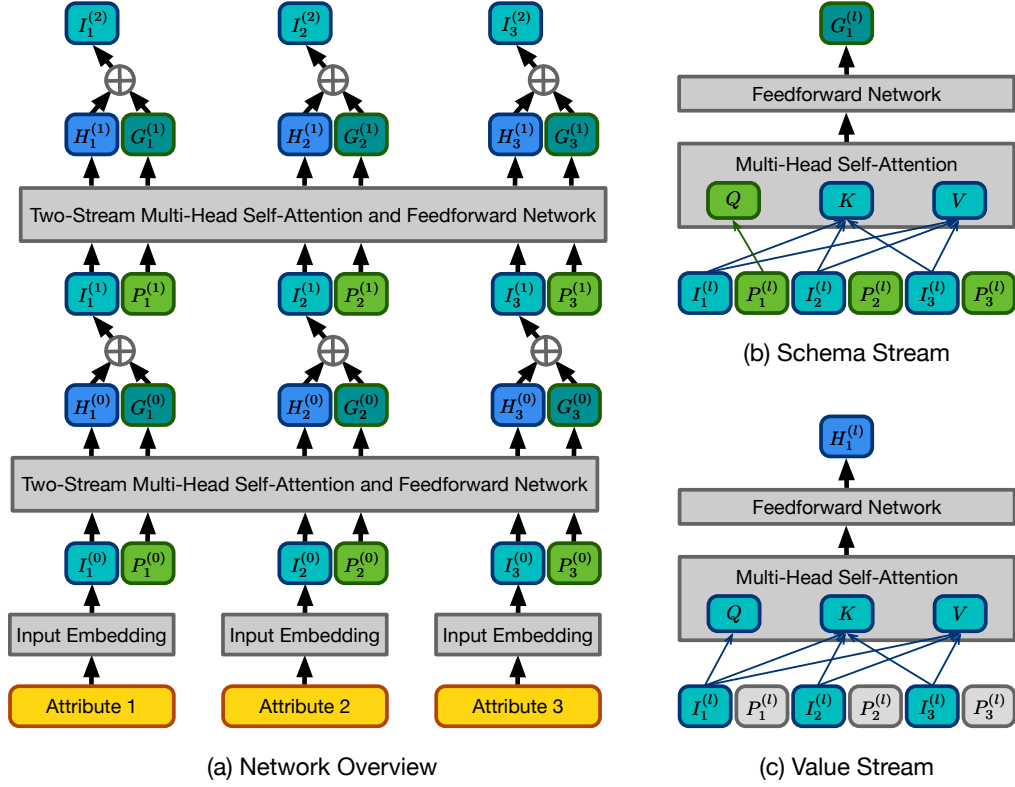 I_1^{(2)} I_2^{(2)} I_3^{(2)}
H_1^{(1)} G_1^{(1)} H_2^{(1)} G_2^{(1)} H_3^{(1)} G_3^{(1)}
Two-Stream Multi-Head Self-Attention and Feedforward Network
I_1^{(1)} P_1^{(1)} I_2^{(1)} P_2^{(1)} I_3^{(1)} P_3^{(1)}
H_1^{(0)} G_1^{(0)} H_2^{(0)} G_2^{(0)} H_3^{(0)} G_3^{(0)}
Two-Stream Multi-Head Self-Attention and Feedforward Network
I_1^{(0)} P_1^{(0)} I_2^{(0)} P_2^{(0)} I_3^{(0)} P_3^{(0)}
Input Embedding Input Embedding Input Embedding
Attribute 1 Attribute 2 Attribute 3
(a) Network Overview
G_1^{(l)}
Feedforward Network
Multi-Head Self-Attention
Q K V
I_1^{(l)} P_1^{(l)} I_2^{(l)} P_2^{(l)} I_3^{(l)} P_3^{(l)}
(b) Schema Stream
H_1^{(l)}
Feedforward Network
Multi-Head Self-Attention
Q K V
I_1^{(l)} P_1^{(l)} I_2^{(l)} P_2^{(l)} I_3^{(l)} P_3^{(l)}
(c) Value Stream